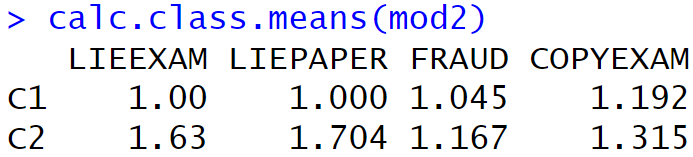 > calc.class.means(mod2)
LIEEXAM LIEPAPER FRAUD COPYEXAM
c1 1.00 1.000 1.045 1.192
c2 1.63 1.704 1.167 1.315